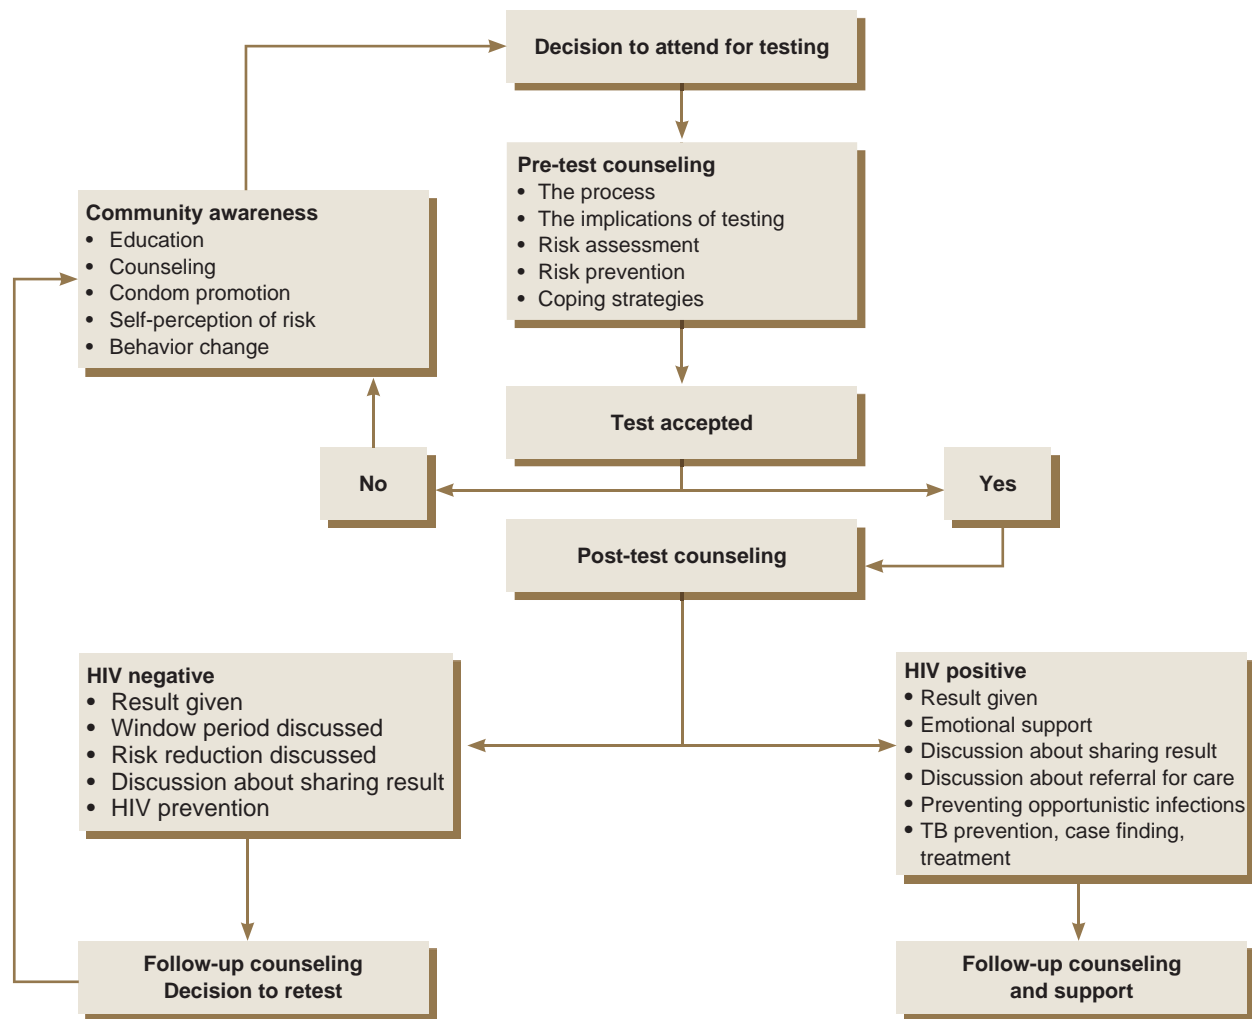 Decision to attend for testing
Pre-test counseling
• The process
• The implications of testing
• Risk assessment
• Risk prevention
• Coping strategies
Community awareness
• Education
• Counseling
• Condom promotion
• Self-perception of risk
• Behavior change
Test accepted
No
Yes
Post-test counseling
HIV negative
• Result given
• Window period discussed
• Risk reduction discussed
• Discussion about sharing result
• HIV prevention
HIV positive
• Result given
• Emotional support
• Discussion about sharing result
• Discussion about referral for care
• Preventing opportunistic infections
• TB prevention, case finding,
treatment
Follow-up counseling
Decision to retest
Follow-up counseling
and support